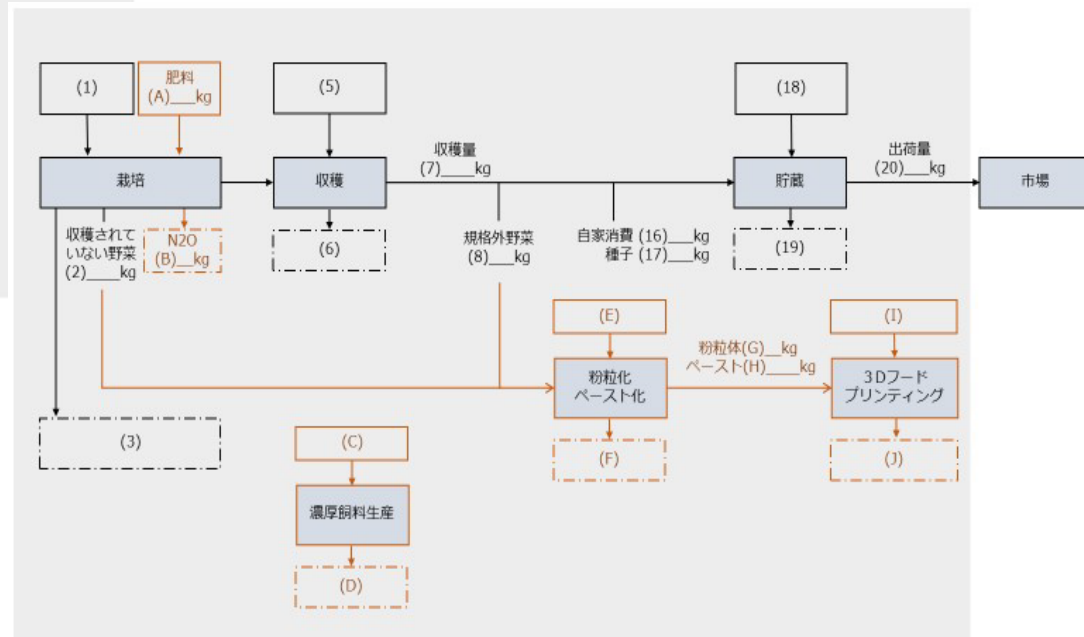 (1)
肥料
(A)___kg
(5)
(18)
栽培
収穫
収穫量
(7)____kg
貯蔵
出荷量
(20)___kg
市場
収穫されて
いない野菜
(2)____kg
N2O
(B)__kg
(6)
規格外野菜
(8)___kg
自家消費 (16)___kg
種子 (17)___kg
(19)
(E)
(I)
粉粒化
ペースト化
粉粒体(G)__kg
ペースト(H)____kg
3Dフード
プリンティング
(3)
(C)
(F)
(J)
濃厚飼料生産
(D)